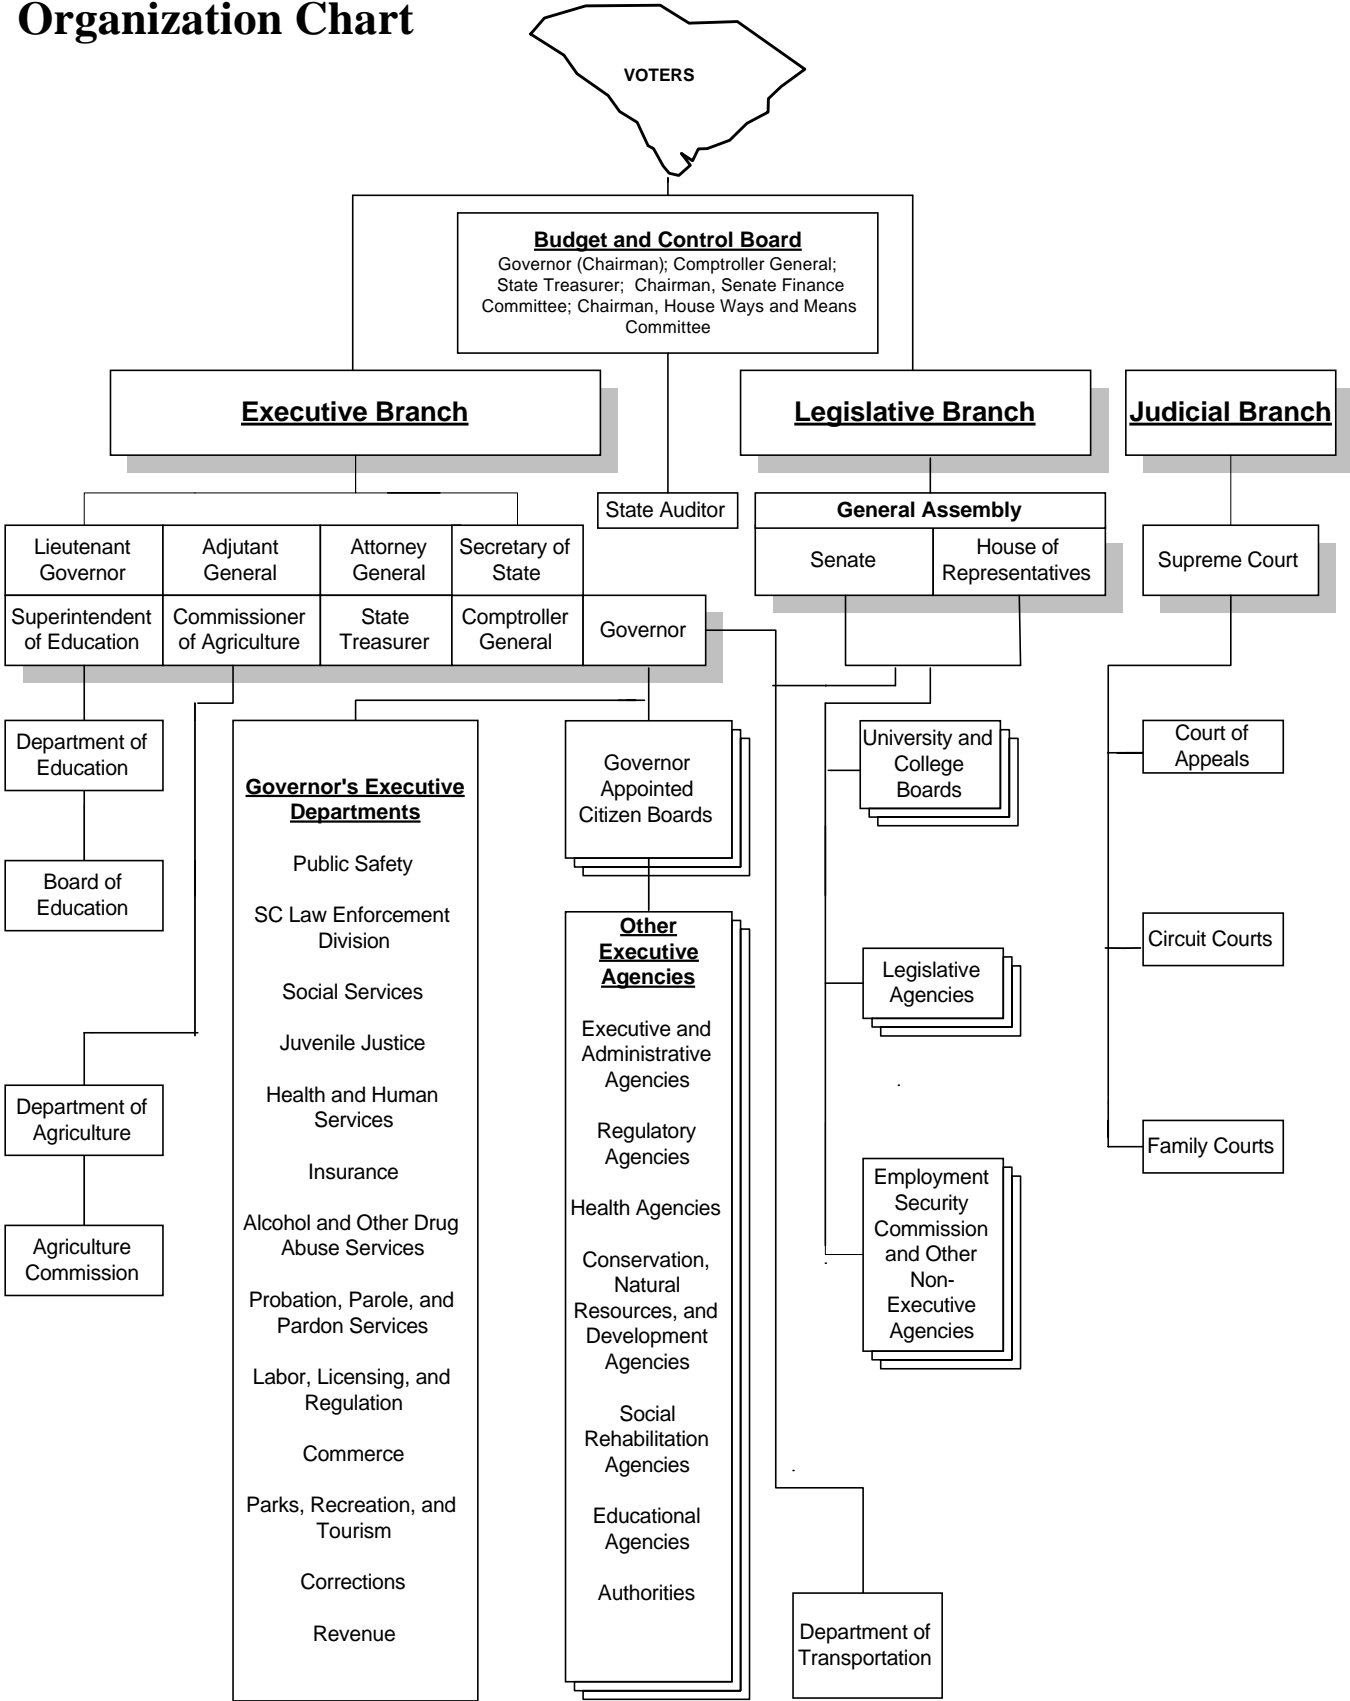 Organization Chart
VOTERS
Budget and Control Board
Governor (Chairman); Comptroller General;
State Treasurer;  Chairman, Senate Finance
Committee; Chairman, House Ways and Means
Committee
Executive Branch
Legislative Branch
Judicial Branch
State Auditor
General Assembly
Senate
House of
Representatives
Supreme Court
Lieutenant
Governor
Adjutant
General
Attorney
General
Secretary of
State
Superintendent
of Education
Commissioner
of Agriculture
State
Treasurer
Comptroller
General
Governor
Department of
Education
Board of
Education
Department of
Agriculture
Agriculture
Commission
Governor's Executive
Departments
Public Safety
SC Law Enforcement
Division
Social Services
Juvenile Justice
Health and Human
Services
Insurance
Alcohol and Other Drug
Abuse Services
Probation, Parole, and
Pardon Services
Labor, Licensing, and
Regulation
Commerce
Parks, Recreation, and
Tourism
Corrections
Revenue
Governor
Appointed
Citizen Boards
Other
Executive
Agencies
Executive and
Administrative
Agencies
Regulatory
Agencies
Health Agencies
Conservation,
Natural
Resources, and
Development
Agencies
Social
Rehabilitation
Agencies
Educational
Agencies
Authorities
University and
College
Boards
Legislative
Agencies
Employment
Security
Commission
and Other
Non-
Executive
Agencies
Department of
Transportation
Court of
Appeals
Circuit Courts
Family Courts